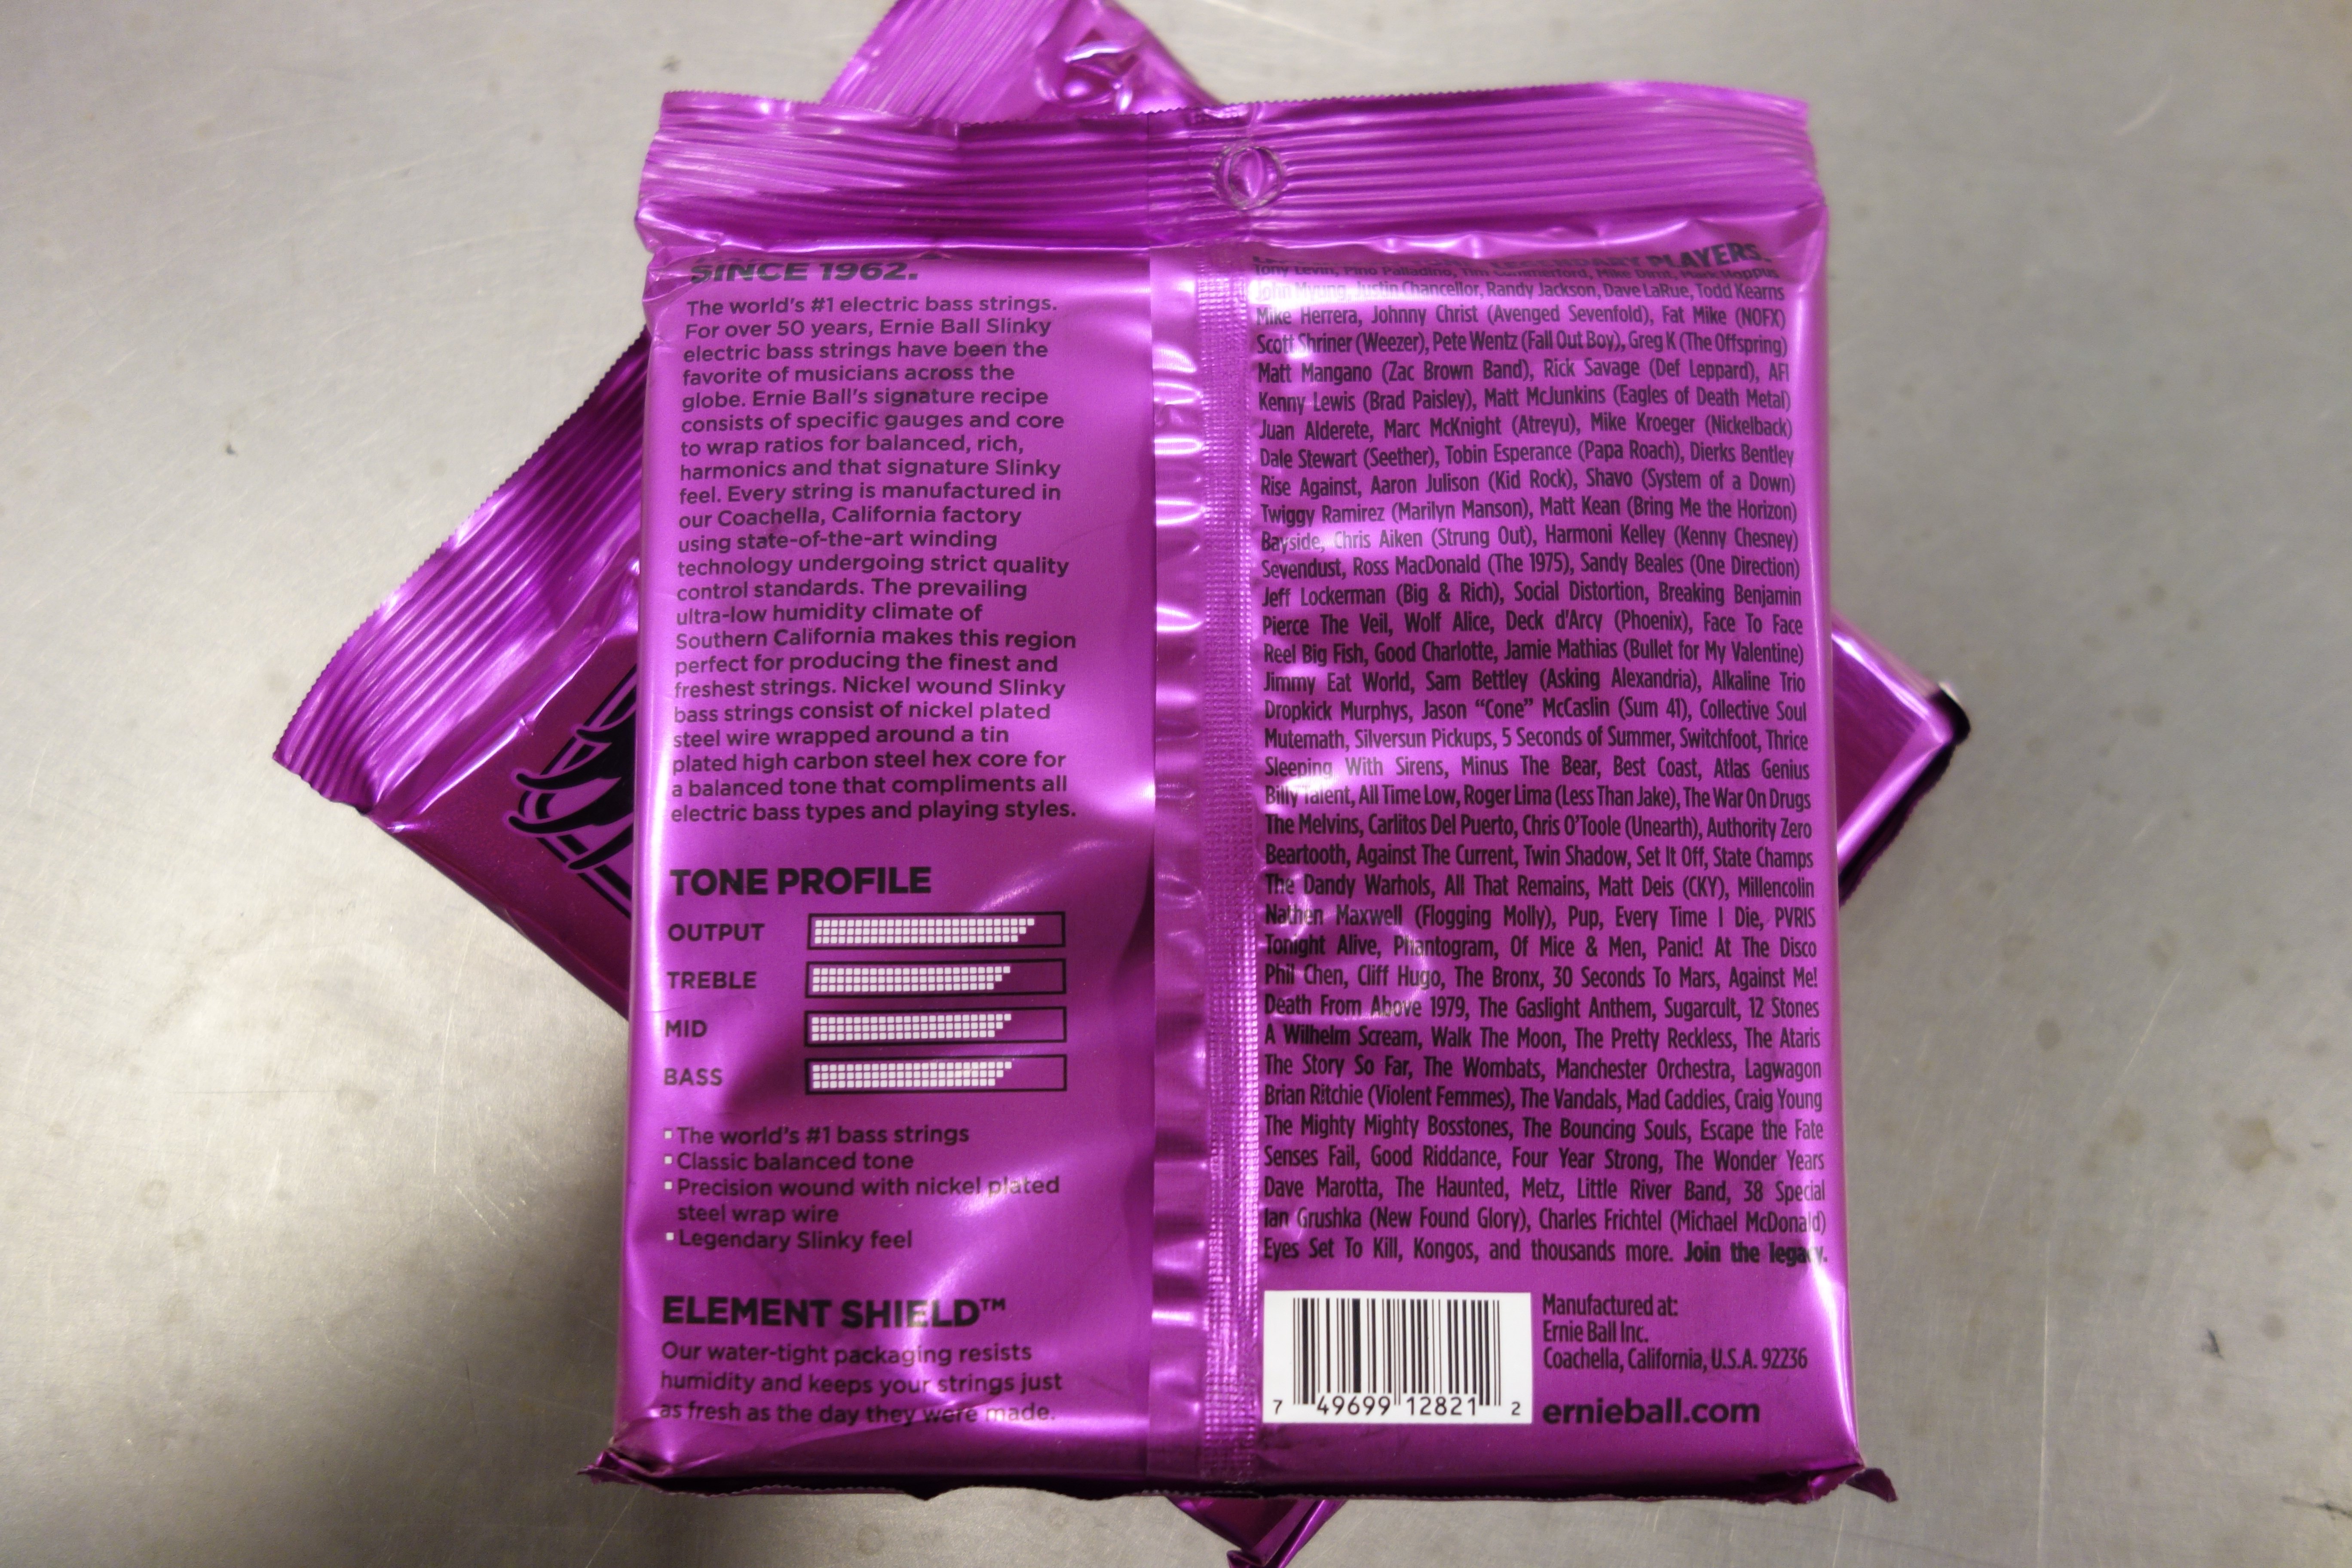 SINCE 1962.
The world's #1 electric bass strings.
For over 50 years, Ernie Ball Slinky
electric bass strings have been the
favorite of musicians across the
globe. Ernie Ball's signature recipe
consists of specific gauges and core
to wrap ratios for balanced, rich,
harmonics and that signature Slinky
feel. Every string is manufactured in
our Coachella, California factory
using state-of-the-art winding
technology undergoing strict quality
control standards. The prevailing
ultra-low humidity climate of
Southern California makes this region
perfect for producing the finest and
freshest strings. Nickel wound Slinky
bass strings consist of nickel plated
steel wire wrapped around a tin
plated high carbon steel hex core for
a balanced tone that compliments all
electric bass types and playing styles.
TONE PROFILE
OUTPUT
TREBLE
MID
BASS
The world's #1 bass strings
Classic balanced tone
Precision wound with nickel plated
steel wrap wire
Legendary Slinky feel
ELEMENT SHIELD™
Our water-tight packaging resists
humidity and keeps your strings just
as fresh as the day they were made.
LEGENDARY PLAYERS.
Tony Levin, Pino Palladino, Tim Commerford, Mike Dirnt, Mark Hoppus
John Myung, Justin Chancellor, Randy Jackson, Dave LaRue, Todd Kearns
Mike Herrera, Johnny Christ (Avenged Sevenfold), Fat Mike (NOFX)
Scott Shriner (Weezer), Pete Wentz (Fall Out Boy), Greg K (The Offspring)
Matt Mangano (Zac Brown Band), Rick Savage (Def Leppard), AFI
Kenny Lewis (Brad Paisley), Matt McJunkins (Eagles of Death Metal)
Juan Alderete, Marc McKnight (Atreyu), Mike Kroeger (Nickelback)
Dale Stewart (Seether), Tobin Esperance (Papa Roach), Dierks Bentley
Rise Against, Aaron Julison (Kid Rock), Shavo (System of a Down)
Twiggy Ramirez (Marilyn Manson), Matt Kean (Bring Me the Horizon)
Bayside, Chris Aiken (Strung Out), Harmoni Kelley (Kenny Chesney)
Sevendust, Ross MacDonald (The 1975), Sandy Beales (One Direction)
Jeff Lockerman (Big & Rich), Social Distortion, Breaking Benjamin
Pierce The Veil, Wolf Alice, Deck d'Arcy (Phoenix), Face To Face
Reel Big Fish, Good Charlotte, Jamie Mathias (Bullet for My Valentine)
Jimmy Eat World, Sam Bettley (Asking Alexandria), Alkaline Trio
Dropkick Murphys, Jason “Cone” McCaslin (Sum 41), Collective Soul
Mutemath, Silversun Pickups, 5 Seconds of Summer, Switchfoot, Thrice
Sleeping With Sirens, Minus The Bear, Best Coast, Atlas Genius
Billy Talent, All Time Low, Roger Lima (Less Than Jake), The War On Drugs
The Melvins, Carlitos Del Puerto, Chris O'Toole (Unearth), Authority Zero
Beartooth, Against The Current, Twin Shadow, Set It Off, State Champs
The Dandy Warhols, All That Remains, Matt Deis (CKY), Millencolin
Nathen Maxwell (Flogging Molly), Pup, Every Time I Die, PVRIS
Tonight Alive, Phantogram, Of Mice & Men, Panic! At The Disco
Phil Chen, Cliff Hugo, The Bronx, 30 Seconds To Mars, Against Me!
Death From Above 1979, The Gaslight Anthem, Sugarcult, 12 Stones
A Wilhelm Scream, Walk The Moon, The Pretty Reckless, The Ataris
The Story So Far, The Wombats, Manchester Orchestra, Lagwagon
Brian Ritchie (Violent Femmes), The Vandals, Mad Caddies, Craig Young
The Mighty Mighty Bosstones, The Bouncing Souls, Escape the Fate
Senses Fail, Good Riddance, Four Year Strong, The Wonder Years
Dave Marotta, The Haunted, Metz, Little River Band, 38 Special
Ian Grushka (New Found Glory), Charles Frichtel (Michael McDonald)
Eyes Set To Kill, Kongos, and thousands more. Join the legacy.
7 49699 12821 2
Manufactured at:
Ernie Ball Inc.
Coachella, California, U.S.A. 92236
ernieball.com